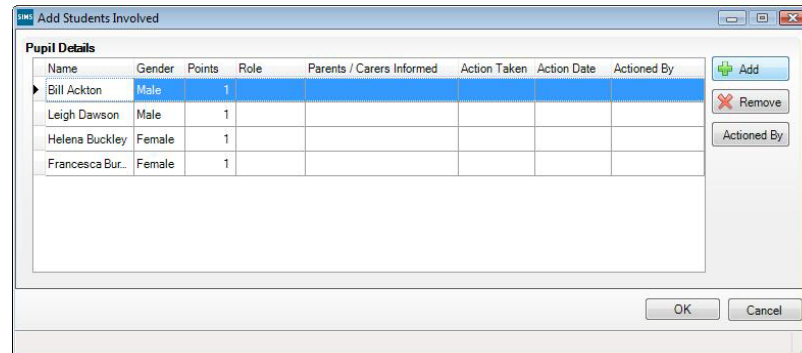 SIMS Add Students Involved
Pupil Details
Name Gender Points Role Parents / Carers Informed Action Taken Action Date Actioned By
Bill Ackton Male 1
Leigh Dawson Male 1
Helena Buckley Female 1
Francesca Bur... Female 1
Add
Remove
Actioned By
OK Cancel